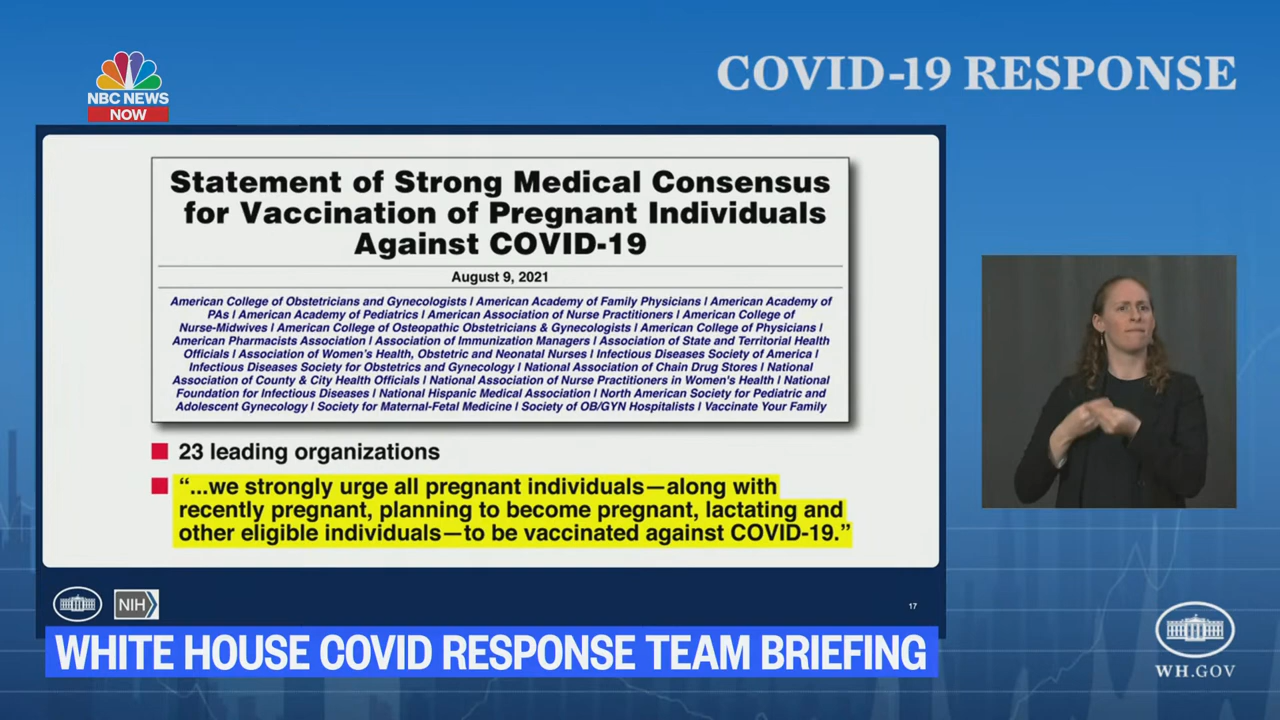 NBC NEWS
NOW
COVID-19 RESPONSE
Statement of Strong Medical Consensus
for Vaccination of Pregnant Individuals
Against COVID-19
August 9, 2021
American College of Obstetricians and Gynecologists I American Academy of Family Physicians I American Academy of
PAs I American Academy of Pediatrics I American Association of Nurse Practitioners I American College of
Nurse-Midwives I American College of Osteopathic Obstetricians & Gynecologists I American College of Physicians I
American Pharmacists Association I Association of Immunization Managers I Association of State and Territorial Health
Officials I Association of Women's Health, Obstetric and Neonatal Nurses I Infectious Diseases Society of America I
Infectious Diseases Society for Obstetrics and Gynecology I National Association of Chain Drug Stores I National
Association of County & City Health Officials I National Association of Nurse Practitioners in Women's Health I National
Foundation for Infectious Diseases I National Hispanic Medical Association I North American Society for Pediatric and
Adolescent Gynecology I Society for Maternal-Fetal Medicine I Society of OB/GYN Hospitalists I Vaccinate Your Family
23 leading organizations
“...we strongly urge all pregnant individuals—along with
recently pregnant, planning to become pregnant, lactating and
other eligible individuals—to be vaccinated against COVID-19.”
NIH
17
WHITE HOUSE COVID RESPONSE TEAM BRIEFING
WH.GOV